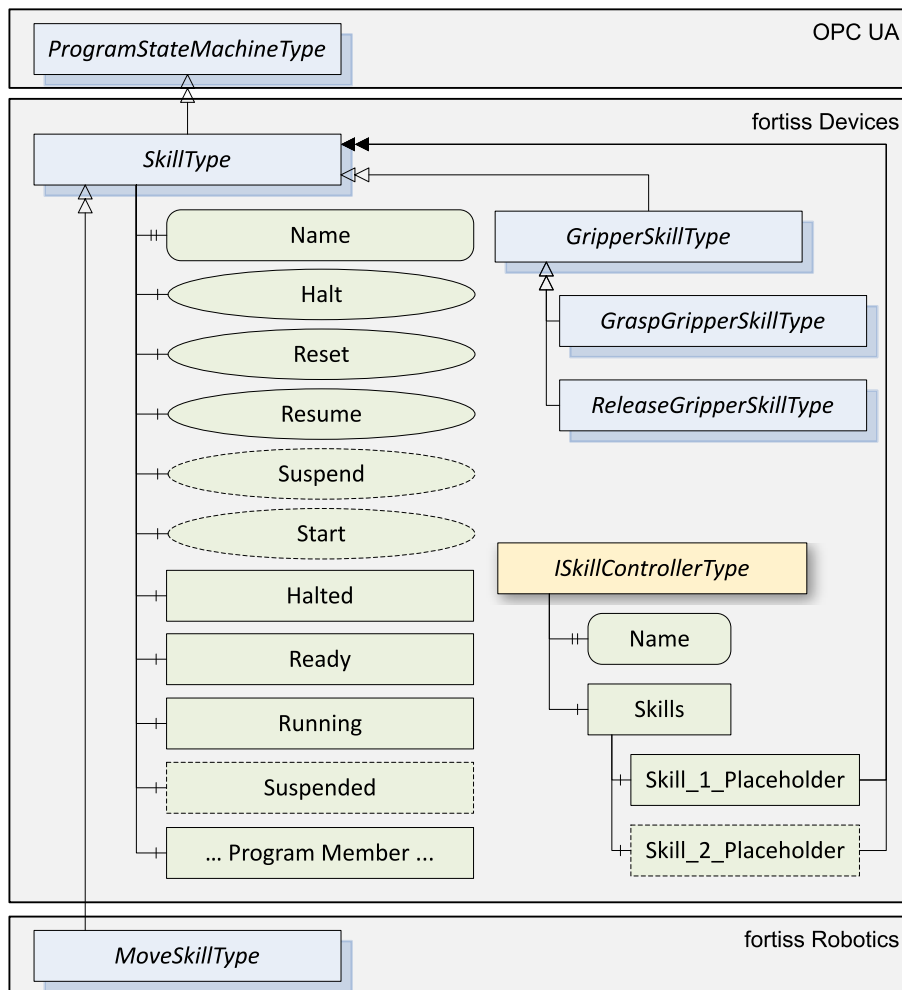 OPC UA
ProgramStateMachineType
fortiss Devices
SkillType
Name
Halt
Reset
Resume
Suspend
Start
Halted
Ready
Running
Suspended
... Program Member ...
GripperSkillType
GraspGripperSkillType
ReleaseGripperSkillType
ISkillControllerType
Name
Skills
Skill_1_Placeholder
Skill_2_Placeholder
fortiss Robotics
MoveSkillType